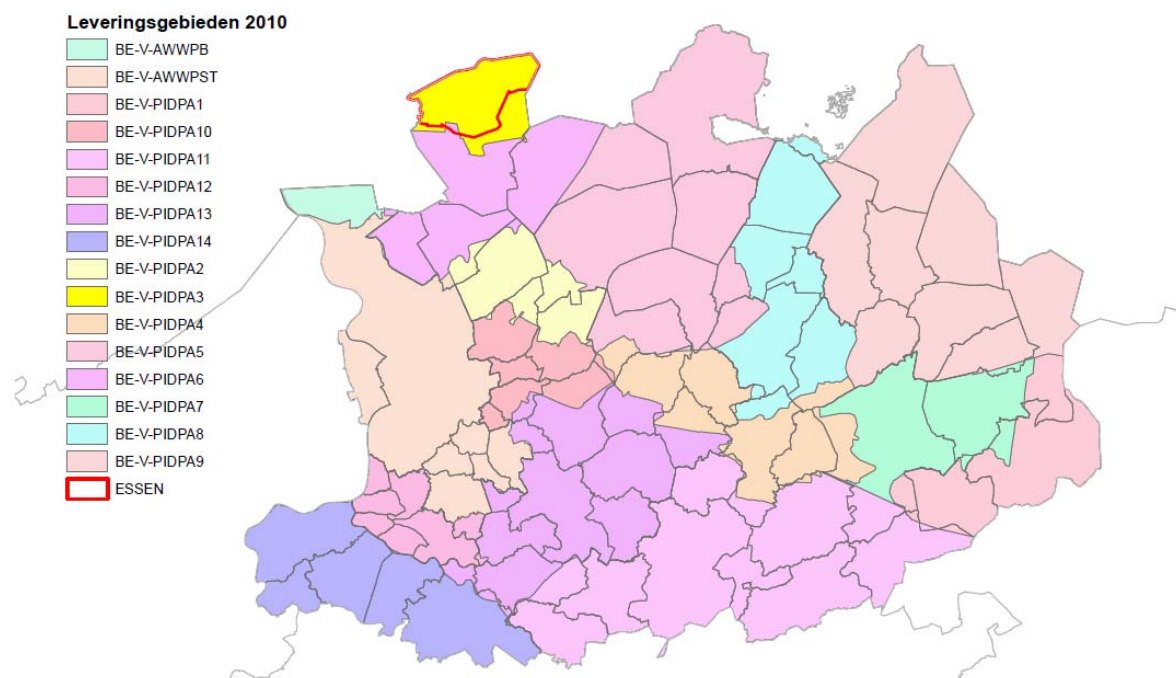 Leveringsgebieden 2010
BE-V-AWWPB
BE-V-AWWPST
BE-V-PIDPA1
BE-V-PIDPA10
BE-V-PIDPA11
BE-V-PIDPA12
BE-V-PIDPA13
BE-V-PIDPA14
BE-V-PIDPA2
BE-V-PIDPA3
BE-V-PIDPA4
BE-V-PIDPA5
BE-V-PIDPA6
BE-V-PIDPA7
BE-V-PIDPA8
BE-V-PIDPA9
ESSEN